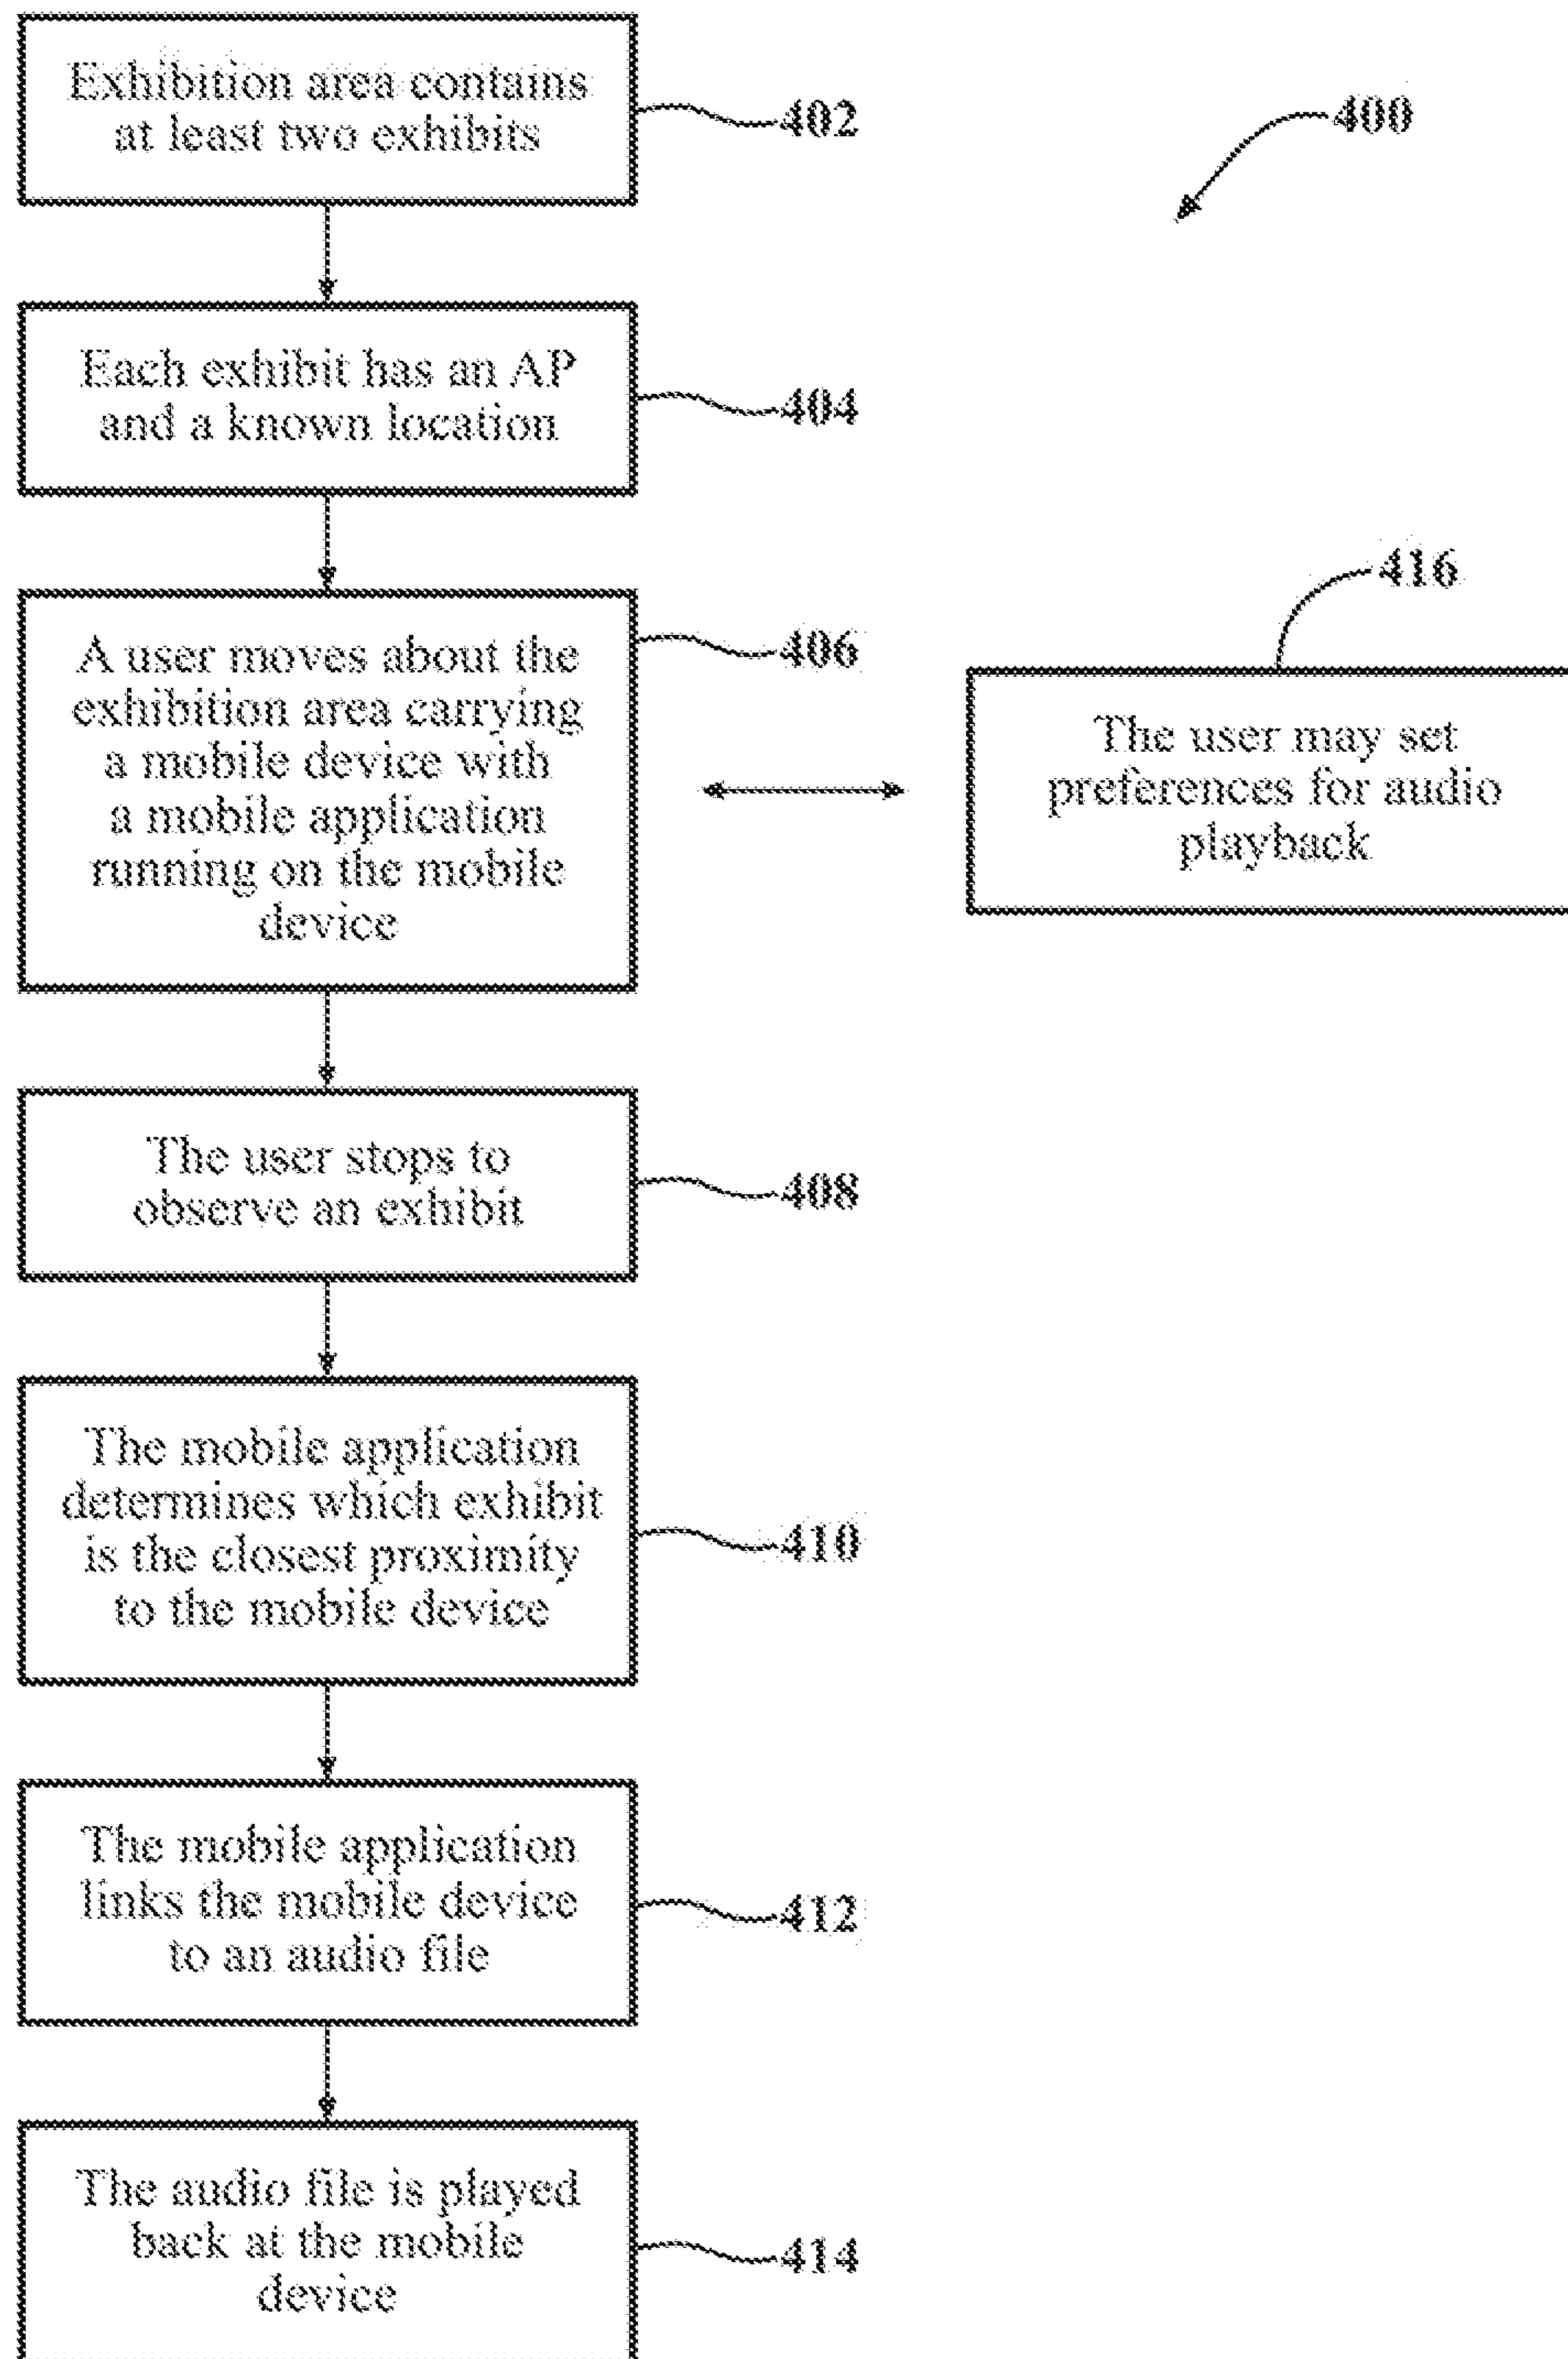 Exhibition area contains
at least two exhibits
402
400
Each exhibit has an AP
and a known location
404
A user moves about the
exhibition area carrying
a mobile device with
a mobile application
running on the mobile
device
406
416
The user may set
preferences for audio
playback
The user stops to
observe an exhibit
408
The mobile application
determines which exhibit
is the closest proximity
to the mobile device
410
The mobile application
links the mobile device
to an audio file
412
The audio file is played
back at the mobile
device
414